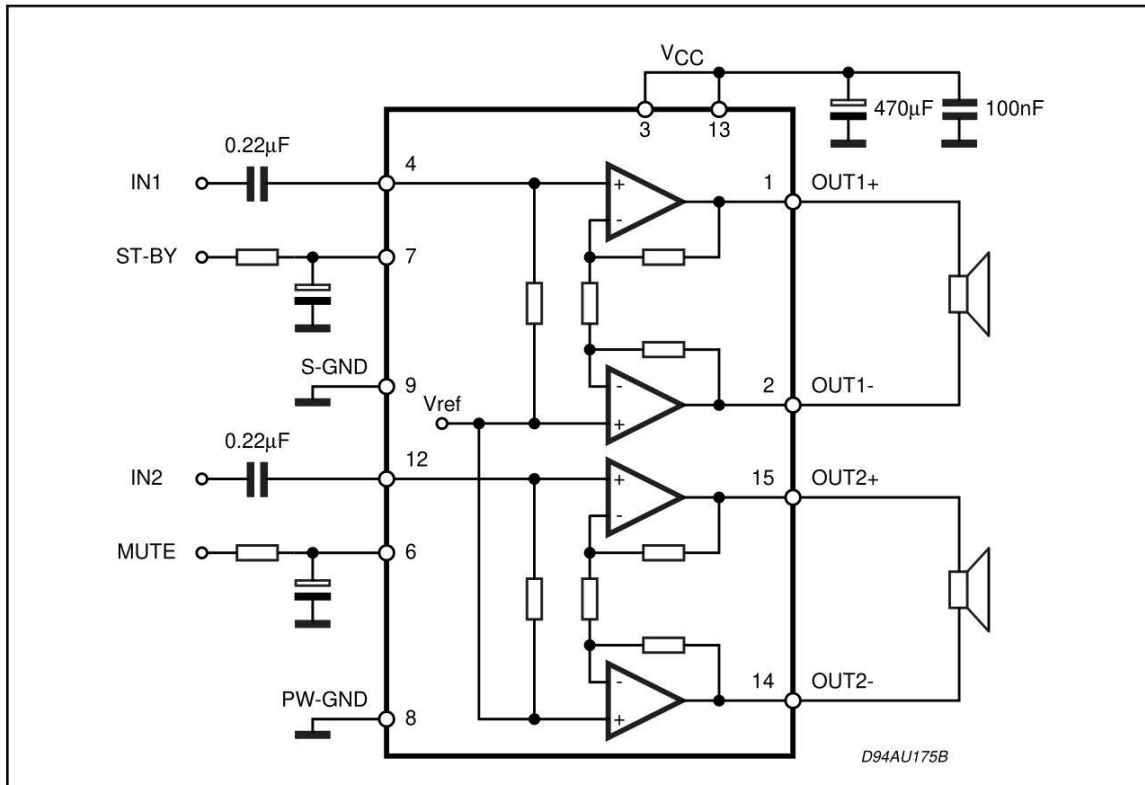 VCC
470µF
100nF
3
13
0.22µF
IN1
4
+
-
1
OUT1+
ST-BY
7
S-GND
9
-
+
2
OUT1-
Vref
0.22µF
IN2
12
+
-
15
OUT2+
MUTE
6
PW-GND
8
-
+
14
OUT2-
D94AU175B